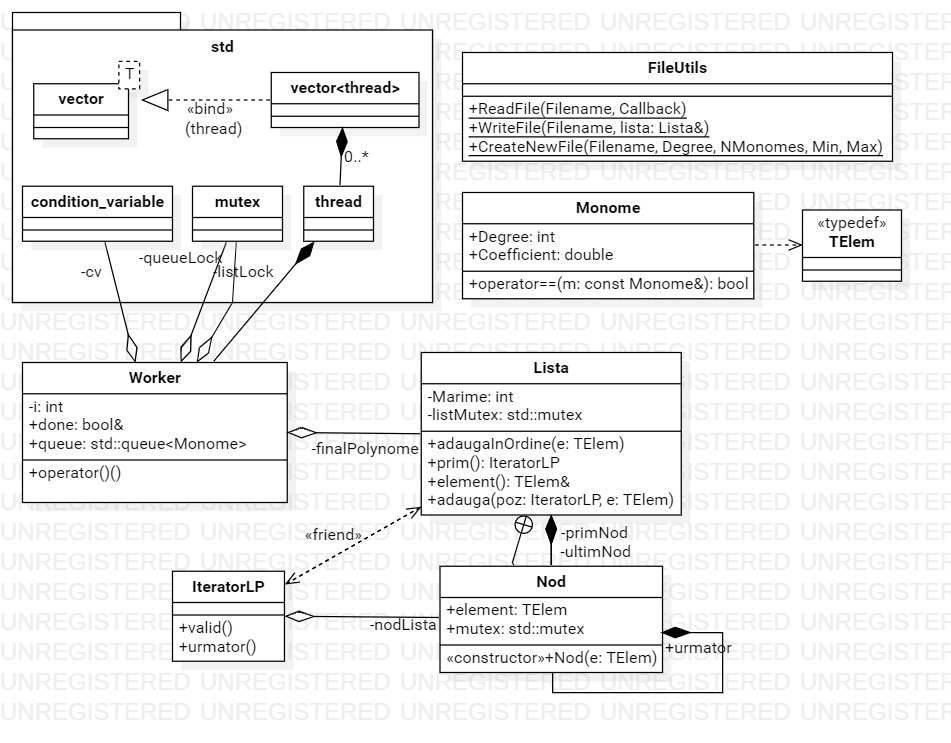 std
T
vector
vector<thread>
«bind»
(thread)
0..*
condition_variable
mutex
thread
-cv
-queueLock
-listLock
FileUtils
+ReadFile(Filename, Callback)
+WriteFile(Filename, lista: Lista&)
+CreateNewFile(Filename, Degree, NMonomes, Min, Max)
Monome
+Degree: int
+Coefficient: double
+operator==(m: const Monome&): bool
«typedef»
TElem
Worker
-i: int
+done: bool&
+queue: std::queue<Monome>
+operator()()
-finalPolynome
Lista
-Marime: int
-listMutex: std::mutex
+adaugaInOrdine(e: TElem)
+prim(): IteratorLP
+element(): TElem&
+adauga(poz: IteratorLP, e: TElem)
«friend»
-primNod
-ultimNod
IteratorLP
+valid()
+urmator()
-nodLista
Nod
+element: TElem
+mutex: std::mutex
«constructor»+Nod(e: TElem)
+urmator
UNREGISTERED UNREGISTERED UNREGISTERED UNREGISTERED UNREGISTERED